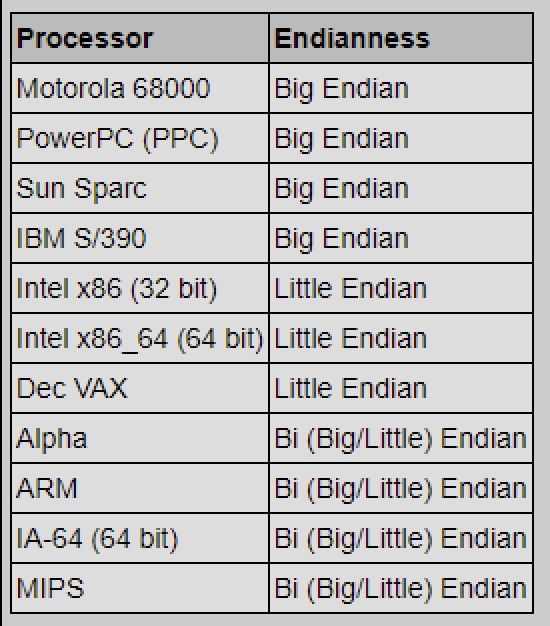 Processor Endianness
Motorola 68000 Big Endian
PowerPC (PPC) Big Endian
Sun Sparc Big Endian
IBM S/390 Big Endian
Intel x86 (32 bit) Little Endian
Intel x86_64 (64 bit) Little Endian
Dec VAX Little Endian
Alpha Bi (Big/Little) Endian
ARM Bi (Big/Little) Endian
IA-64 (64 bit) Bi (Big/Little) Endian
MIPS Bi (Big/Little) Endian